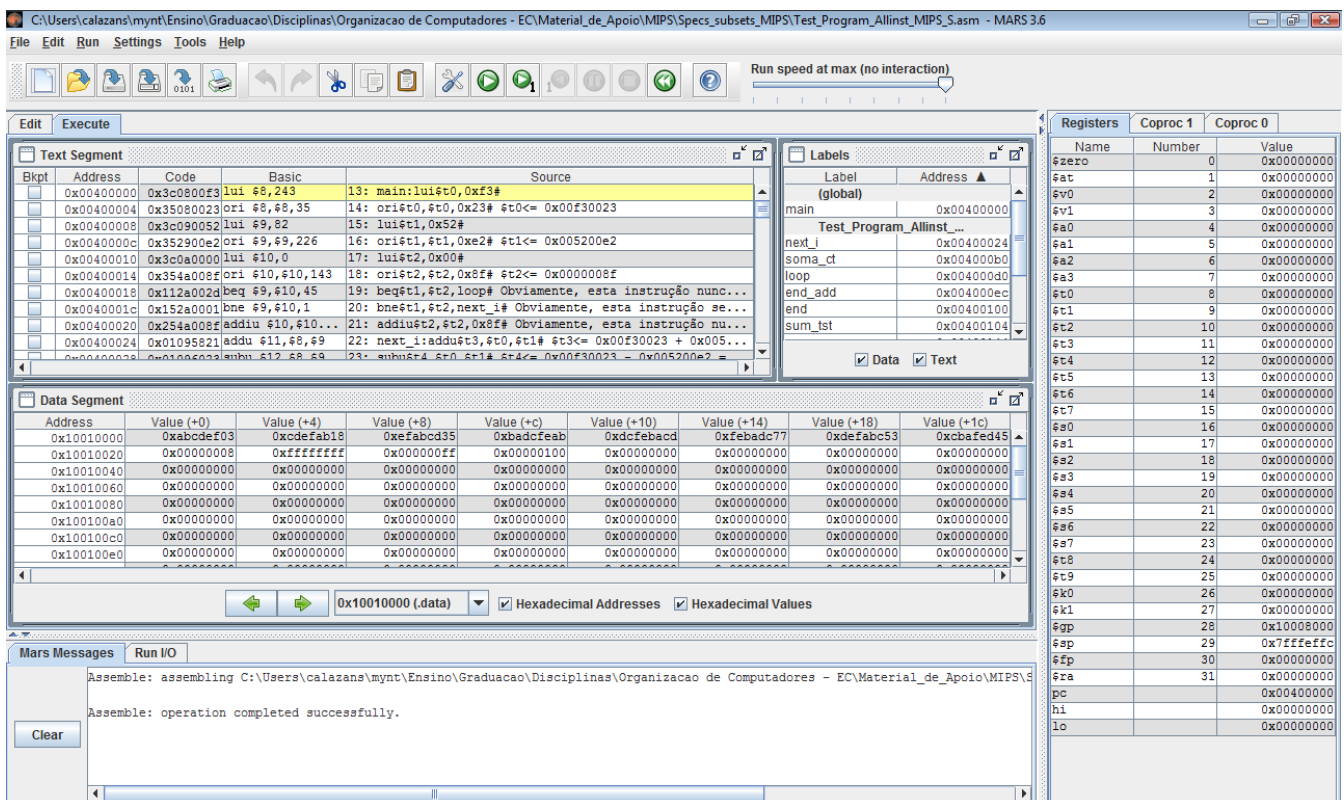 C:\Users\calazans\mynt\Ensino\Graduacao\Disciplinas\Organizacao de Computadores - EC\Material_de_Apoio\MIPS\Specs_subsets_MIPS\Test_Program_Allinst_MIPS_S.asm - MARS 3.6
File Edit Run Settings Tools Help
Run speed at max (no interaction)
Edit Execute
Text Segment
Bkpt Address Code Basic Source
0x00400000 0x3c0800f3 lui $8,243 13: main:lui$t0,0xf3#
0x00400004 0x35080023 ori $8,$8,35 14: ori$t0,$t0,0x23# $t0<= 0x00f30023
0x00400008 0x3c090052 lui $9,82 15: lui$t1,0x52#
0x0040000c 0x352900e2 ori $9,$9,226 16: ori$t1,$t1,0xe2# $t1<= 0x005200e2
0x00400010 0x3c0a0000 lui $10,0 17: lui$t2,0x00#
0x00400014 0x354a008f ori $10,$10,143 18: ori$t2,$t2,0x8f# $t2<= 0x0000008f
0x00400018 0x112a002d beq $9,$10,45 19: beq$t1,$t2,loop# Obviamente, esta instrução nunc...
0x0040001c 0x152a0001 bne $9,$10,1 20: bne$t1,$t2,next_i# Obviamente, esta instrução se...
0x00400020 0x254a008f addiu $10,$10... 21: addiu$t2,$t2,0x8f# Obviamente, esta instrução nu...
0x00400024 0x01095821 addu $11,$8,$9 22: next_i:addu$t3,$t0,$t1# $t3<= 0x00f30023 + 0x005...
0x00400028 0x01096023 subu $12,$8,$9 23: subu$t4,$t0,$t1# $t4<= 0x00f30023 - 0x005200e2 =
Labels
Label Address ▲
(global)
main 0x00400000
Test_Program_Allinst_...
next_i 0x00400024
soma_ct 0x004000b0
loop 0x004000d0
end_add 0x004000ec
end 0x00400100
sum_tst 0x00400104
Data Text
Data Segment
Address Value (+0) Value (+4) Value (+8) Value (+c) Value (+10) Value (+14) Value (+18) Value (+1c)
0x10010000 0xabcdef03 0xcdefab18 0xefabcd35 0xbadcfeab 0xdcfebacd 0xfebadc77 0xdefabc53 0xcbafed45
0x10010020 0x00000008 0xffffffff 0x000000ff 0x00000100 0x00000000 0x00000000 0x00000000 0x00000000
0x10010040 0x00000000 0x00000000 0x00000000 0x00000000 0x00000000 0x00000000 0x00000000 0x00000000
0x10010060 0x00000000 0x00000000 0x00000000 0x00000000 0x00000000 0x00000000 0x00000000 0x00000000
0x10010080 0x00000000 0x00000000 0x00000000 0x00000000 0x00000000 0x00000000 0x00000000 0x00000000
0x100100a0 0x00000000 0x00000000 0x00000000 0x00000000 0x00000000 0x00000000 0x00000000 0x00000000
0x100100c0 0x00000000 0x00000000 0x00000000 0x00000000 0x00000000 0x00000000 0x00000000 0x00000000
0x100100e0 0x00000000 0x00000000 0x00000000 0x00000000 0x00000000 0x00000000 0x00000000 0x00000000
0x10010000 (.data) Hexadecimal Addresses Hexadecimal Values
Mars Messages Run I/O
Assemble: assembling C:\Users\calazans\mynt\Ensino\Graduacao\Disciplinas\Organizacao de Computadores - EC\Material_de_Apoio\MIPS\S
Assemble: operation completed successfully.
Clear
Registers Coproc 1 Coproc 0
Name Number Value
$zero 0 0x00000000
$at 1 0x00000000
$v0 2 0x00000000
$v1 3 0x00000000
$a0 4 0x00000000
$a1 5 0x00000000
$a2 6 0x00000000
$a3 7 0x00000000
$t0 8 0x00000000
$t1 9 0x00000000
$t2 10 0x00000000
$t3 11 0x00000000
$t4 12 0x00000000
$t5 13 0x00000000
$t6 14 0x00000000
$t7 15 0x00000000
$s0 16 0x00000000
$s1 17 0x00000000
$s2 18 0x00000000
$s3 19 0x00000000
$s4 20 0x00000000
$s5 21 0x00000000
$s6 22 0x00000000
$s7 23 0x00000000
$t8 24 0x00000000
$t9 25 0x00000000
$k0 26 0x00000000
$k1 27 0x00000000
$gp 28 0x10008000
$sp 29 0x7fffeffc
$fp 30 0x00000000
$ra 31 0x00000000
pc 0x00400000
hi 0x00000000
lo 0x00000000